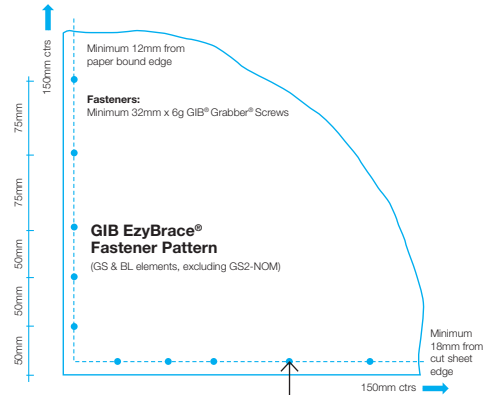 150mm ctrs
Minimum 12mm from
paper bound edge
Fasteners:
Minimum 32mm x 6g GIB® Grabber® Screws
75mm
75mm
50mm
50mm
50mm
GIB EzyBrace®
Fastener Pattern
(GS & BL elements, excluding GS2-NOM)
Minimum
18mm from
cut sheet
edge
150mm ctrs